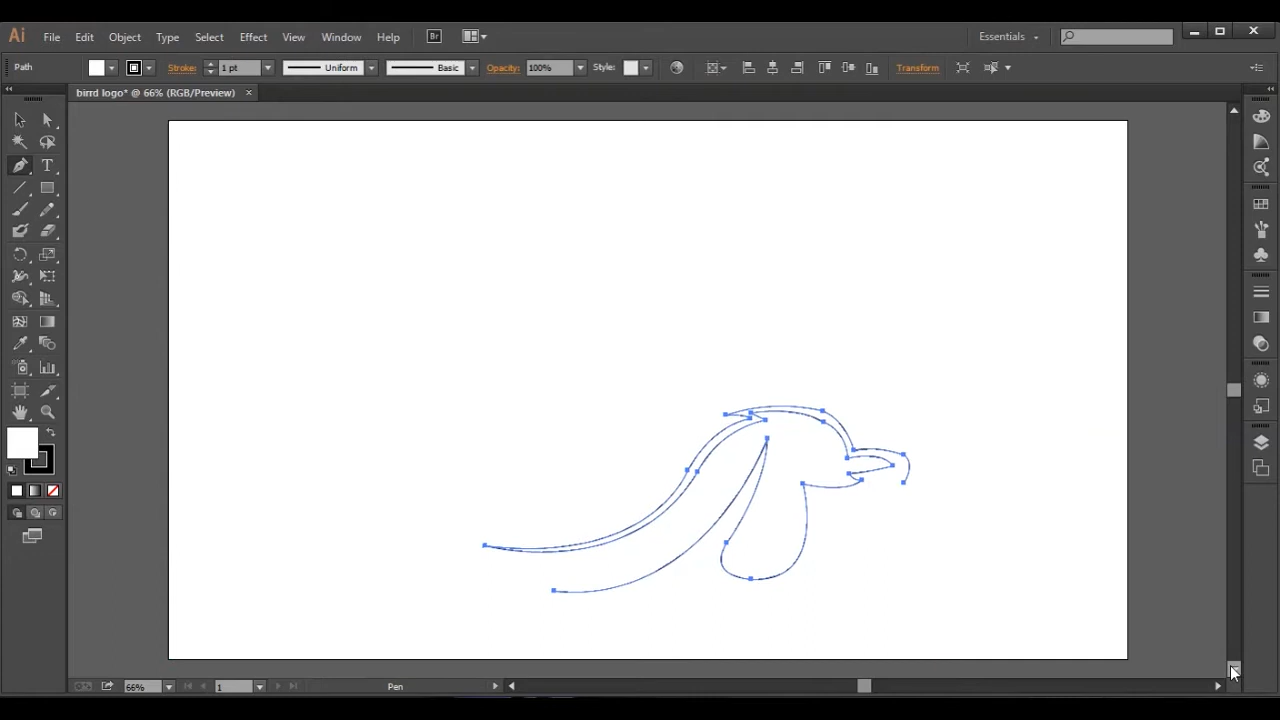 Ai File Edit Object Type Select Effect View Window Help Br Essentials
Path Stroke: 1 pt Uniform Basic Opacity: 100% Style: Transform
birrd logo* @ 66% (RGB/Preview)
T
66% 1 Pen